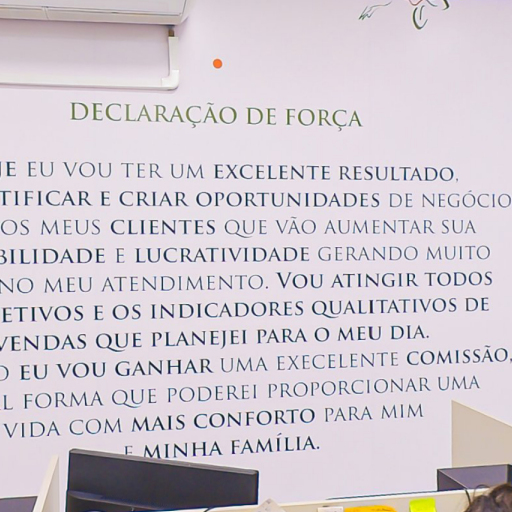 DECLARAÇÃO DE FORÇA
JE EU VOU TER UM EXCELENTE RESULTADO,
TIFICAR E CRIAR OPORTUNIDADES DE NEGÓCIO
OS MEUS CLIENTES QUE VÃO AUMENTAR SUA
BILIDADE E LUCRATIVIDADE GERANDO MUITO
NO MEU ATENDIMENTO. VOU ATINGIR TODOS
ETIVOS E OS INDICADORES QUALITATIVOS DE
VENDAS QUE PLANEJEI PARA O MEU DIA.
O EU VOU GANHAR UMA EXECELENTE COMISSÃO,
L FORMA QUE PODEREI PROPORCIONAR UMA
VIDA COM MAIS CONFORTO PARA MIM
E MINHA FAMÍLIA.